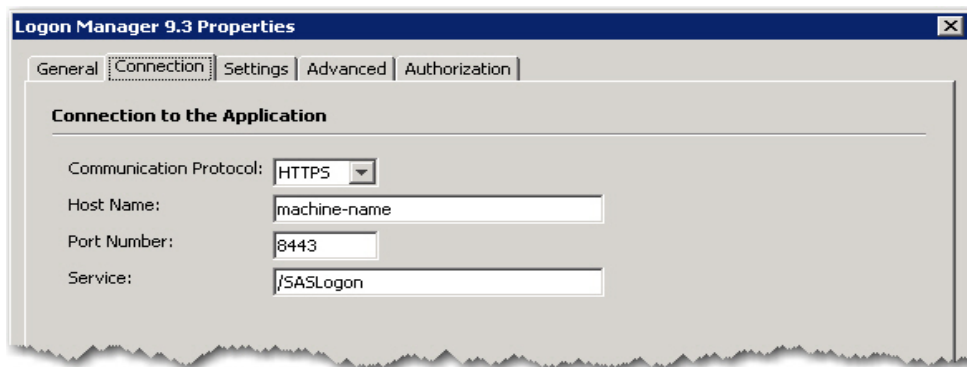 Logon Manager 9.3 Properties
General Connection Settings Advanced Authorization
Connection to the Application
Communication Protocol: HTTPS
Host Name: machine-name
Port Number: 8443
Service: /SASLogon